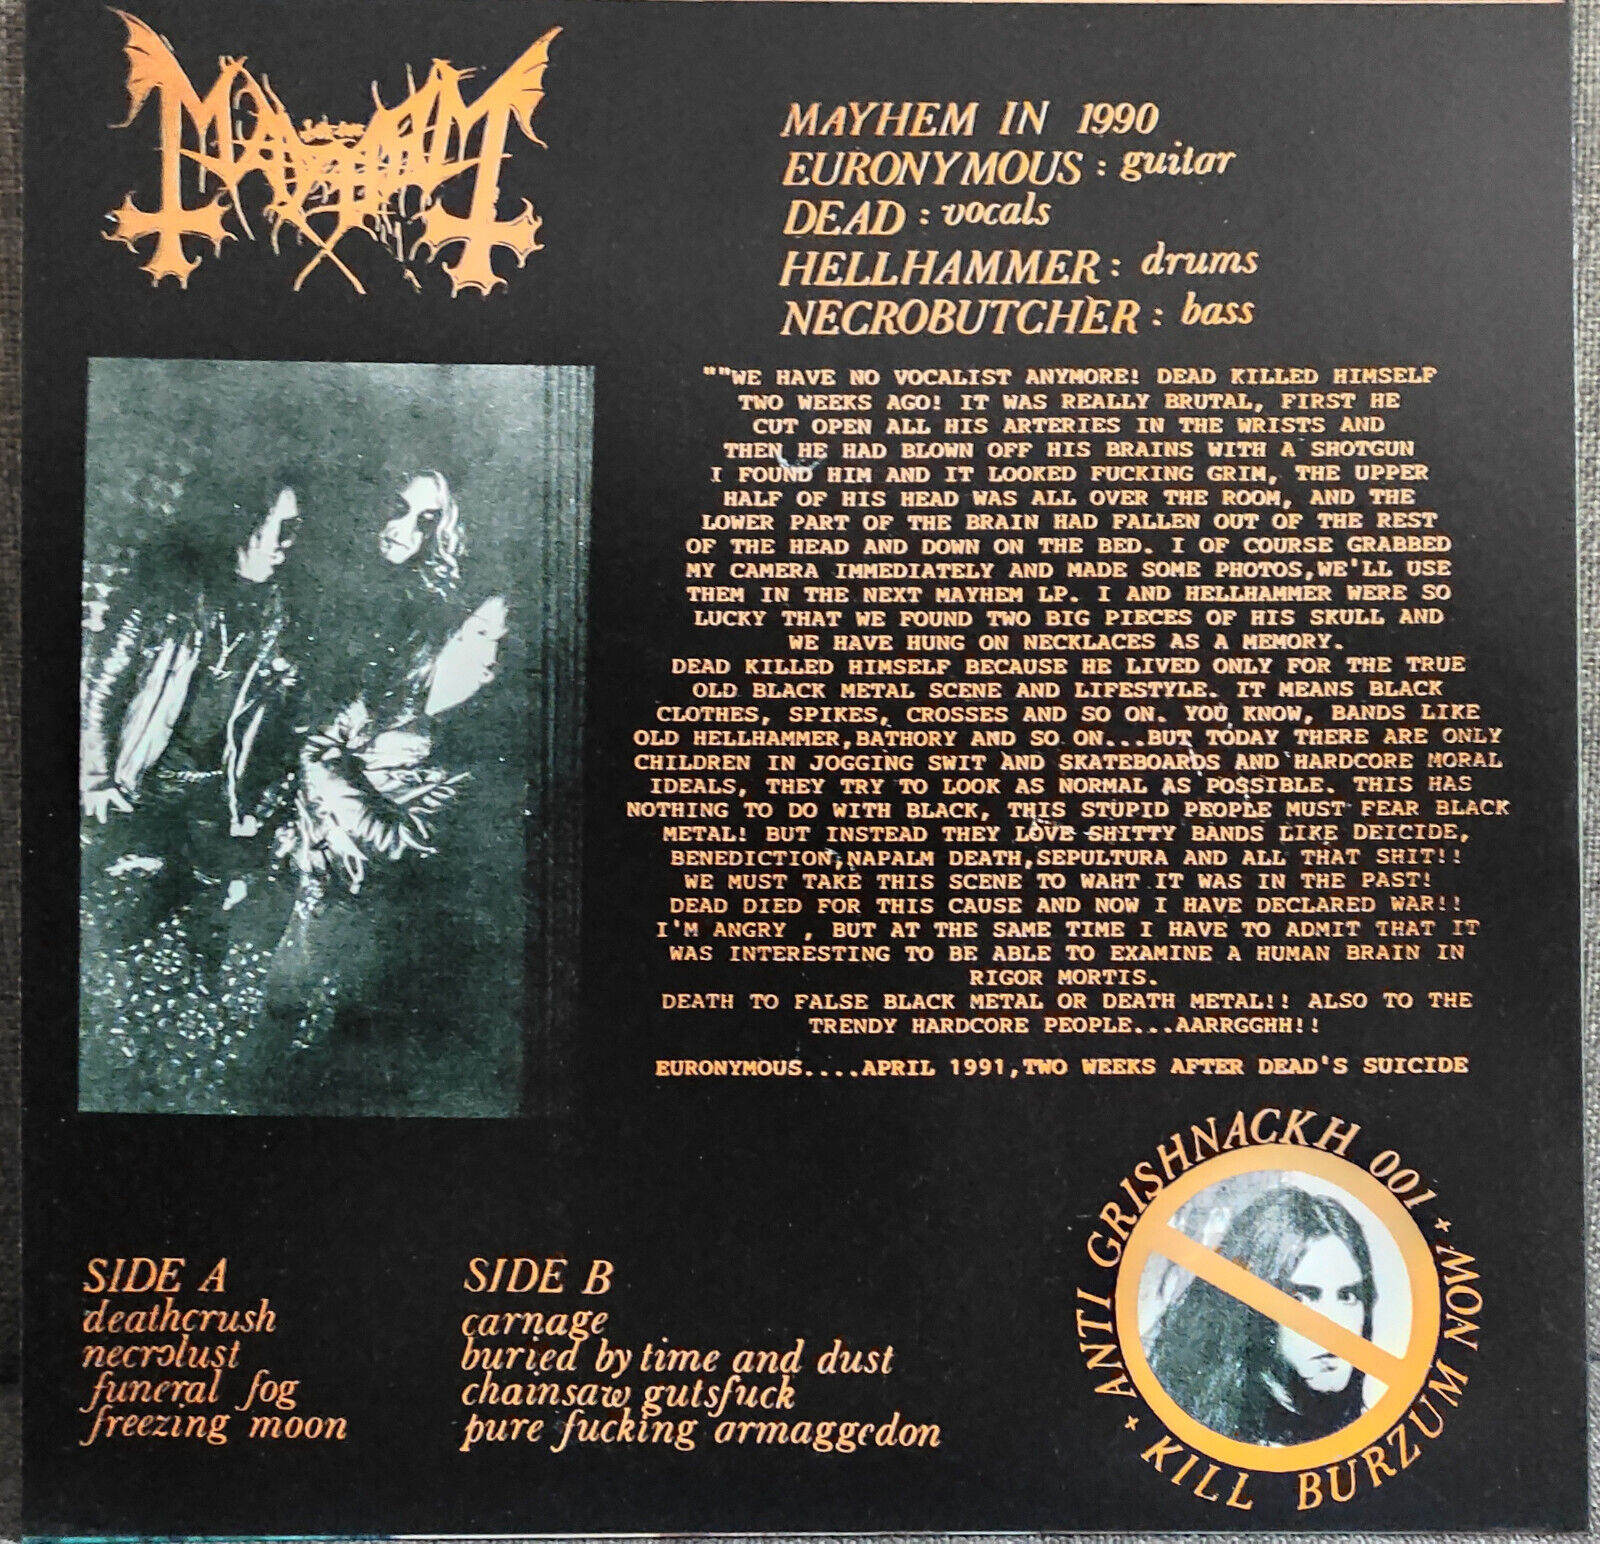 MAYHEM
MAYHEM IN 1990
EURONYMOUS : guitar
DEAD : vocals
HELLHAMMER : drums
NECROBUTCHER : bass
""WE HAVE NO VOCALIST ANYMORE! DEAD KILLED HIMSELF
TWO WEEKS AGO! IT WAS REALLY BRUTAL, FIRST HE
CUT OPEN ALL HIS ARTERIES IN THE WRISTS AND
THEN HE HAD BLOWN OFF HIS BRAINS WITH A SHOTGUN
I FOUND HIM AND IT LOOKED FUCKING GRIM, THE UPPER
HALF OF HIS HEAD WAS ALL OVER THE ROOM, AND THE
LOWER PART OF THE BRAIN HAD FALLEN OUT OF THE REST
OF THE HEAD AND DOWN ON THE BED. I OF COURSE GRABBED
MY CAMERA IMMEDIATELY AND MADE SOME PHOTOS,WE'LL USE
THEM IN THE NEXT MAYHEM LP. I AND HELLHAMMER WERE SO
LUCKY THAT WE FOUND TWO BIG PIECES OF HIS SKULL AND
WE HAVE HUNG ON NECKLACES AS A MEMORY.
DEAD KILLED HIMSELF BECAUSE HE LIVED ONLY FOR THE TRUE
OLD BLACK METAL SCENE AND LIFESTYLE. IT MEANS BLACK
CLOTHES, SPIKES, CROSSES AND SO ON. YOU KNOW, BANDS LIKE
OLD HELLHAMMER,BATHORY AND SO ON...BUT TODAY THERE ARE ONLY
CHILDREN IN JOGGING SWIT AND SKATEBOARDS AND HARDCORE MORAL
IDEALS, THEY TRY TO LOOK AS NORMAL AS POSSIBLE. THIS HAS
NOTHING TO DO WITH BLACK, THIS STUPID PEOPLE MUST FEAR BLACK
METAL! BUT INSTEAD THEY LOVE SHITTY BANDS LIKE DEICIDE,
BENEDICTION,NAPALM DEATH,SEPULTURA AND ALL THAT SHIT!!
WE MUST TAKE THIS SCENE TO WAHT IT WAS IN THE PAST!
DEAD DIED FOR THIS CAUSE AND NOW I HAVE DECLARED WAR!!
I'M ANGRY , BUT AT THE SAME TIME I HAVE TO ADMIT THAT IT
WAS INTERESTING TO BE ABLE TO EXAMINE A HUMAN BRAIN IN
RIGOR MORTIS.
DEATH TO FALSE BLACK METAL OR DEATH METAL!! ALSO TO THE
TRENDY HARDCORE PEOPLE...AARRGGHH!!
EURONYMOUS....APRIL 1991,TWO WEEKS AFTER DEAD'S SUICIDE
SIDE A
deathcrush
necrolust
funeral fog
freezing moon
SIDE B
carnage
buried by time and dust
chainsaw gutsfuck
pure fucking armaggedon
ANTI GRISHNACKH 001
KILL BURZUM NOW